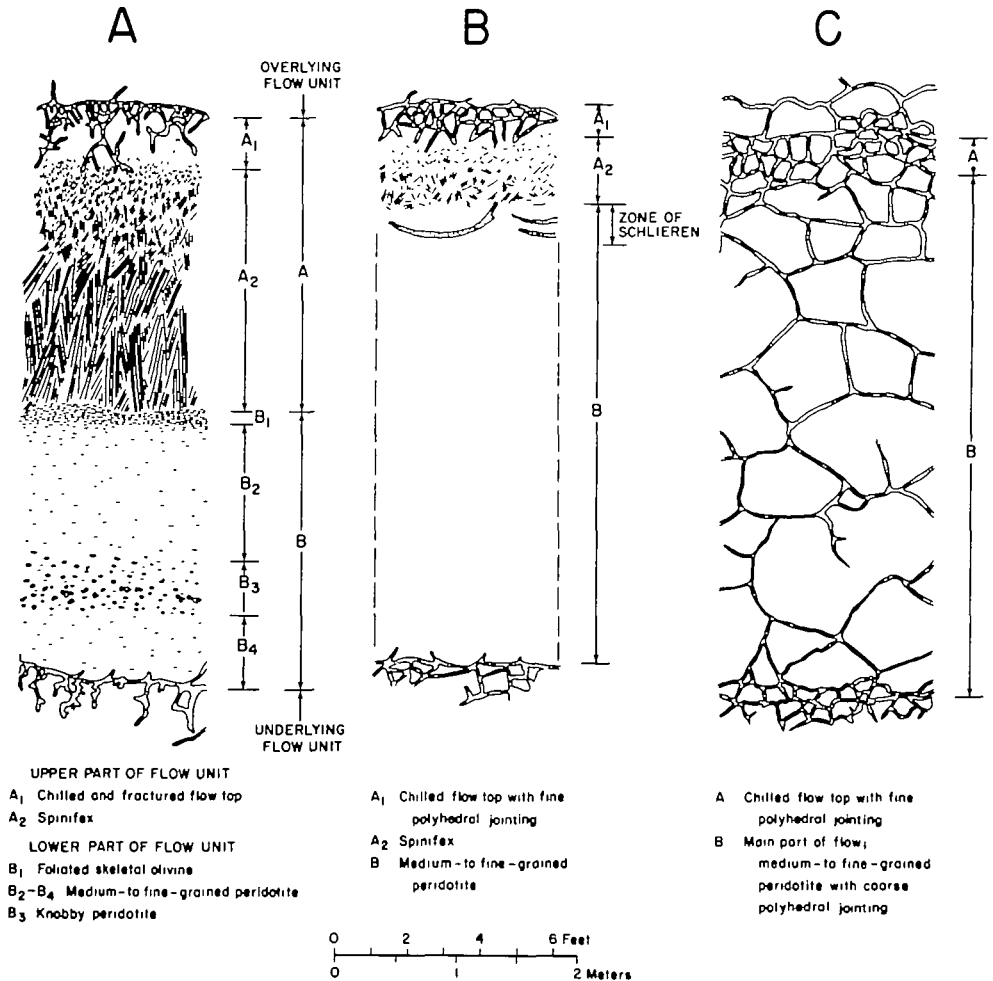 A
B
C
OVERLYING
FLOW UNIT
A1
A2
A
B1
B2
B3
B4
B
UNDERLYING
FLOW UNIT
A1
A2
ZONE OF
SCHLIEREN
B
A
B
UPPER PART OF FLOW UNIT
A1 Chilled and fractured flow top
A2 Spinifex
LOWER PART OF FLOW UNIT
B1 Foliated skeletal olivine
B2-B4 Medium-to fine-grained peridotite
B3 Knobby peridotite
A1 Chilled flow top with fine
polyhedral jointing
A2 Spinifex
B Medium-to fine-grained
peridotite
A Chilled flow top with fine
polyhedral jointing
B Main part of flow;
medium-to fine-grained
peridotite with coarse
polyhedral jointing
0 2 4 6 Feet
0 1 2 Meters